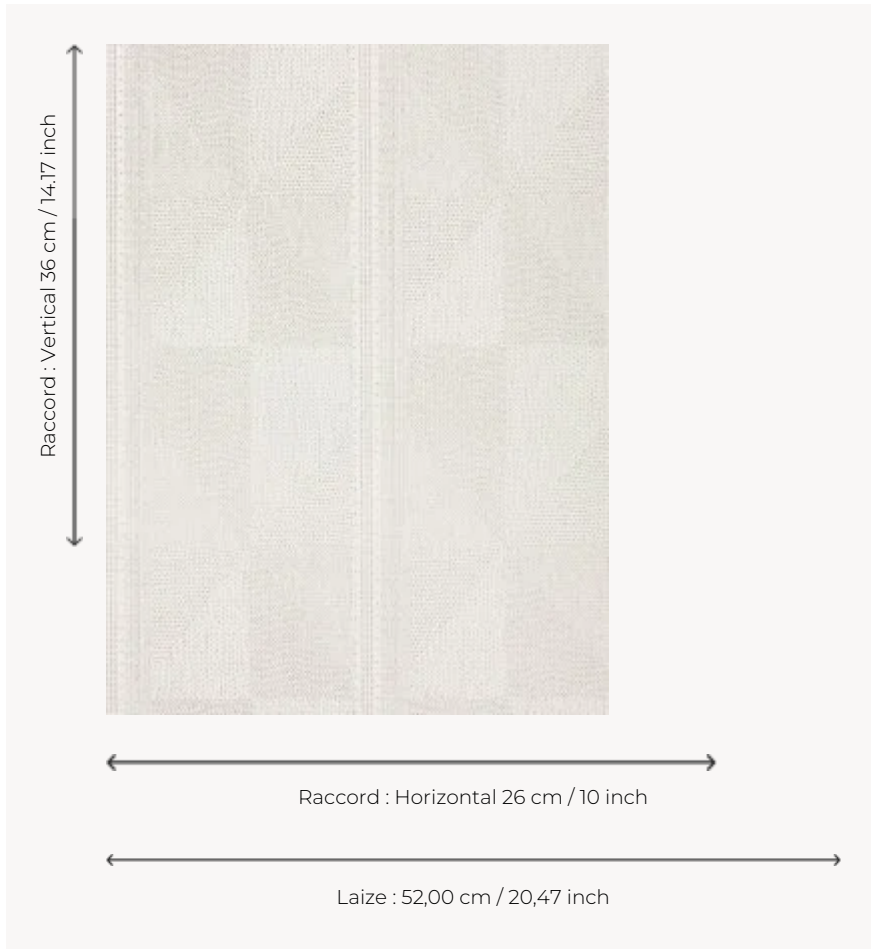 Raccord : Vertical 36 cm / 14.17 inch
Raccord : Horizontal 26 cm / 10 inch
Laize : 52,00 cm / 20,47 inch